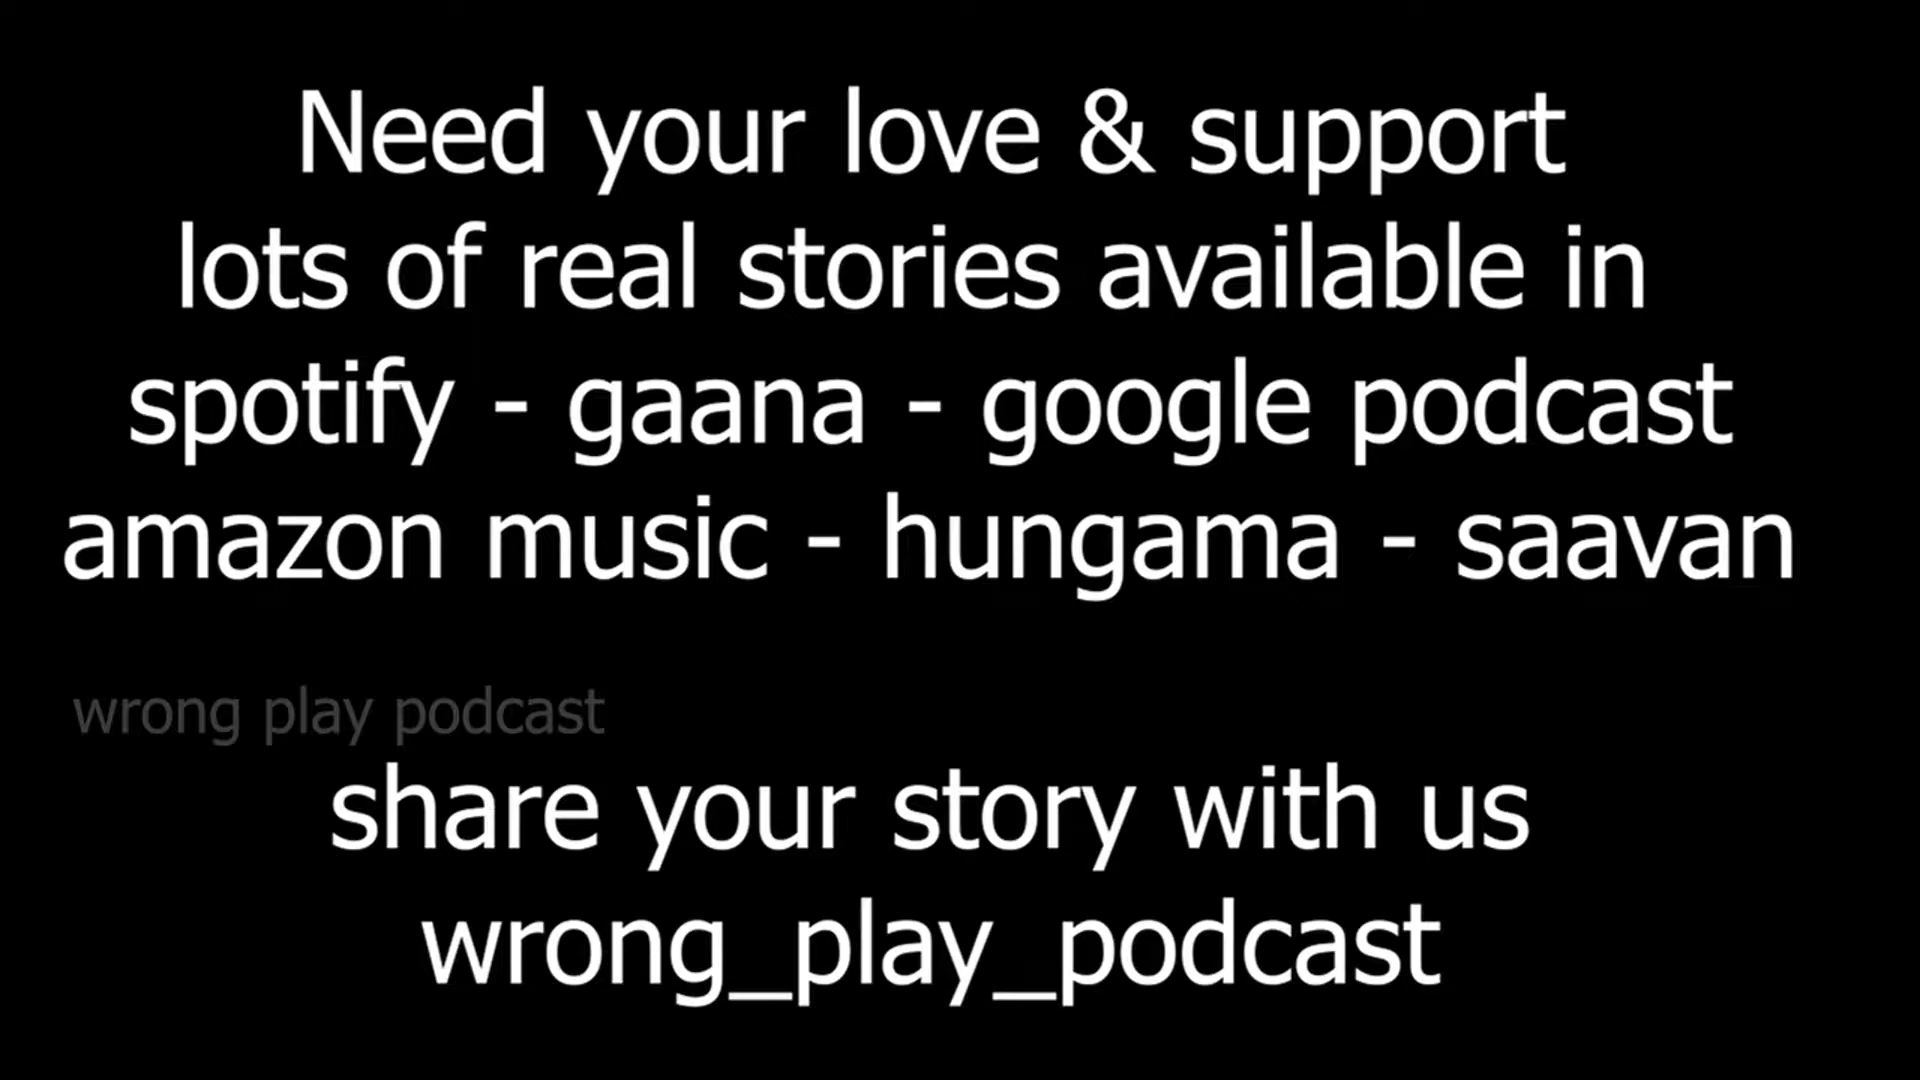 Need your love & support
lots of real stories available in
spotify - gaana - google podcast
amazon music - hungama - saavan
wrong play podcast
share your story with us
wrong_play_podcast